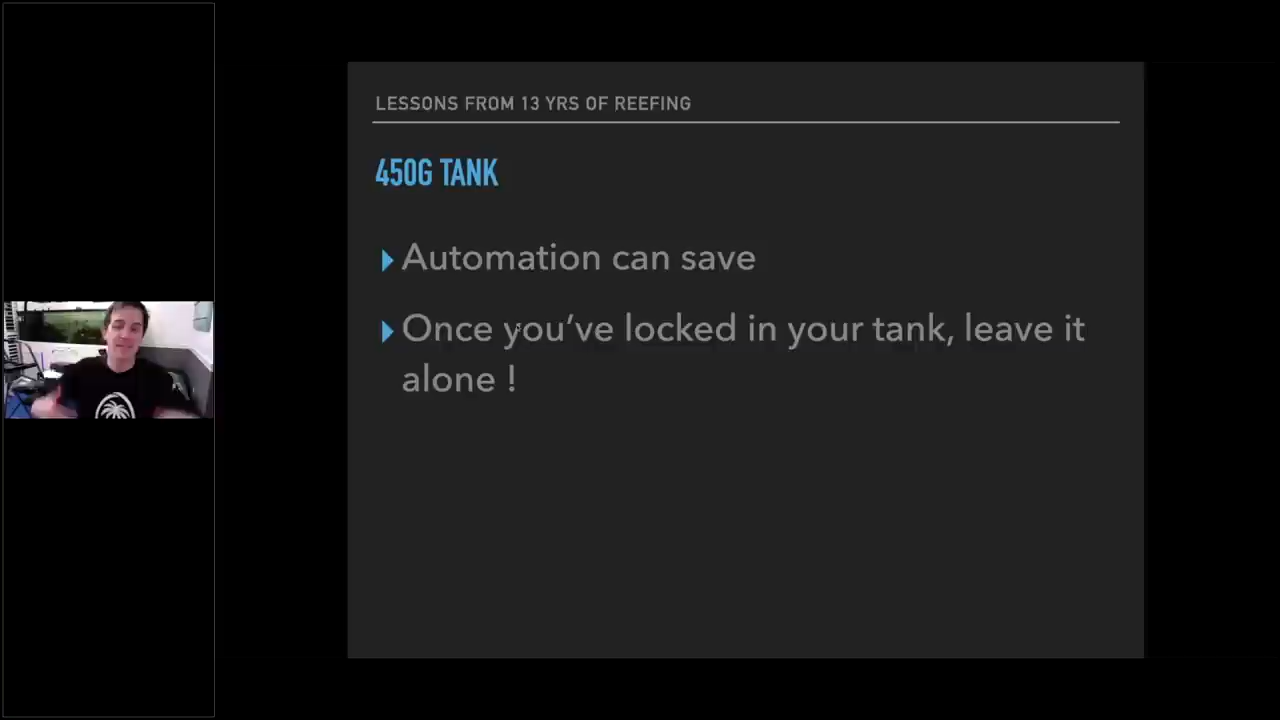 LESSONS FROM 13 YRS OF REEFING
450G TANK
Automation can save
Once you’ve locked in your tank, leave it
alone !